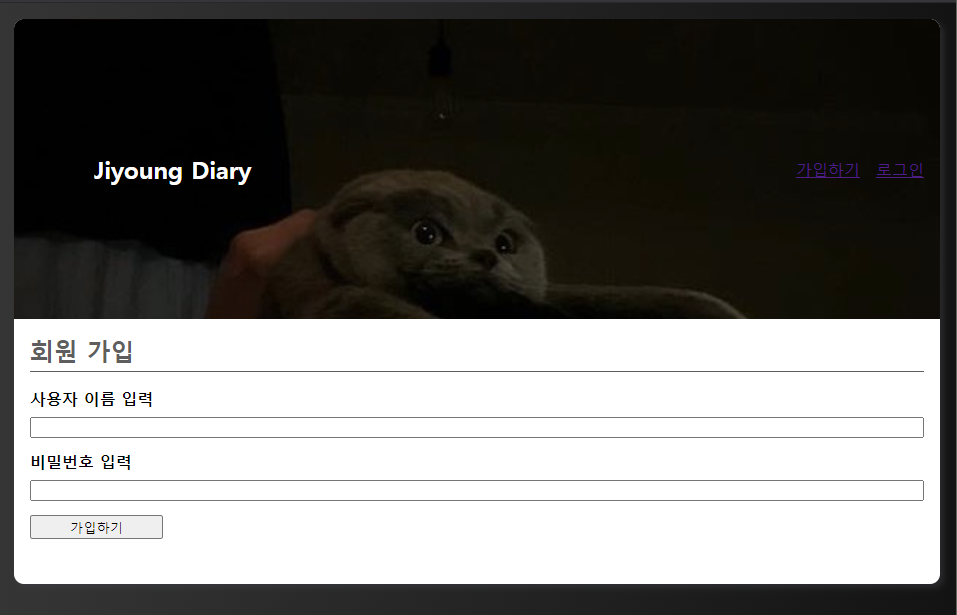 Jiyoung Diary
가입하기 로그인
회원 가입
사용자 이름 입력
비밀번호 입력
가입하기